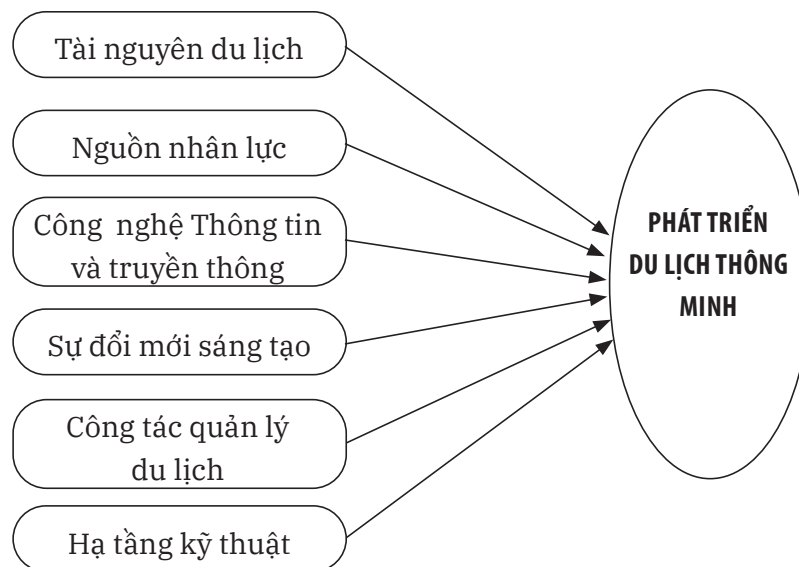 Tài nguyên du lịch
Nguồn nhân lực
Công nghệ Thông tin
và truyền thông
Sự đổi mới sáng tạo
Công tác quản lý
du lịch
Hạ tầng kỹ thuật
PHÁT TRIỂN
DU LỊCH THÔNG
MINH